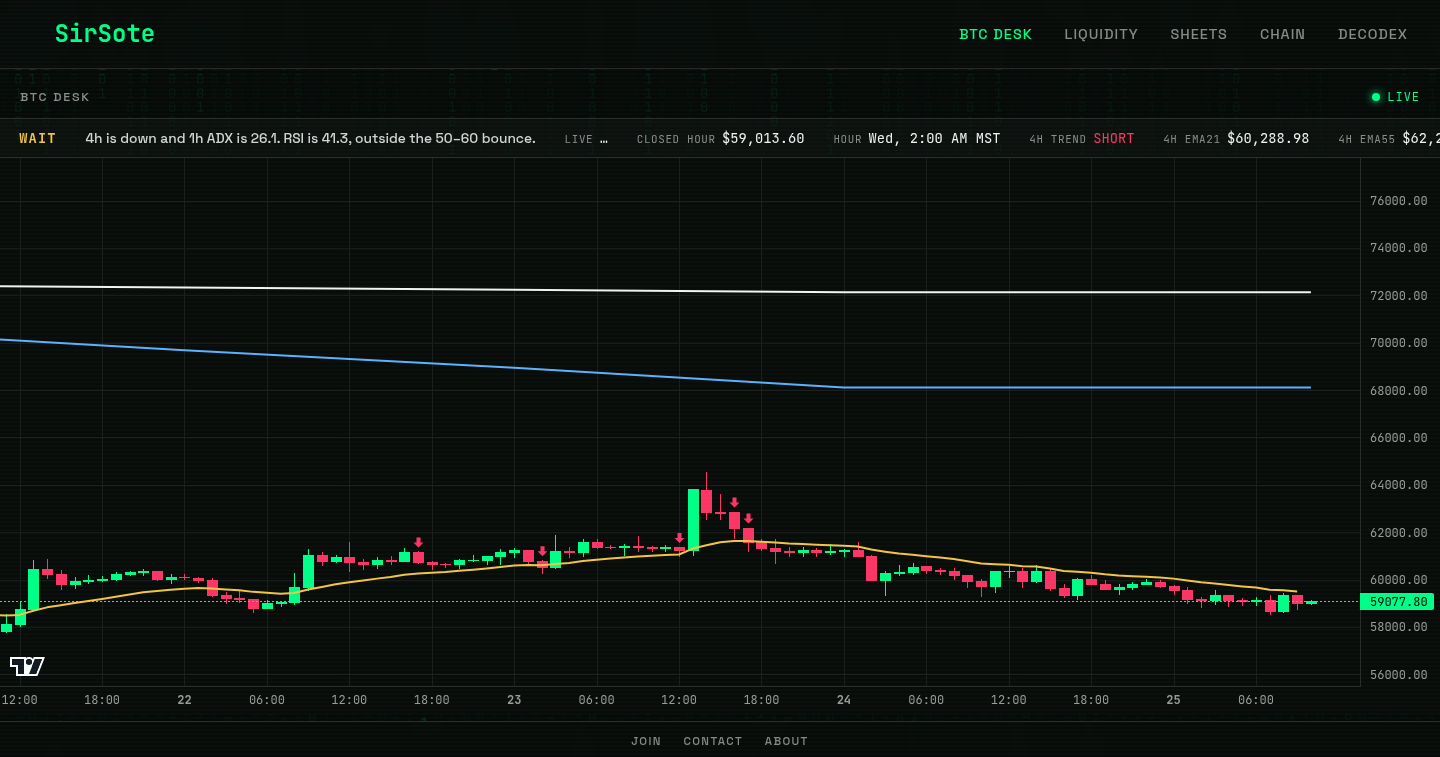 SirSote
BTC DESK LIQUIDITY SHEETS CHAIN DECODEX
BTC DESK
LIVE
WAIT 4h is down and 1h ADX is 26.1. RSI is 41.3, outside the 50–60 bounce. LIVE … CLOSED HOUR $59,013.60 HOUR Wed, 2:00 AM MST 4H TREND SHORT 4H EMA21 $60,288.98 4H EMA55 $62,2
76000.00
74000.00
72000.00
70000.00
68000.00
66000.00
64000.00
62000.00
60000.00
59077.80
58000.00
56000.00
12:00 18:00 22 06:00 12:00 18:00 23 06:00 12:00 18:00 24 06:00 12:00 18:00 25 06:00
JOIN CONTACT ABOUT